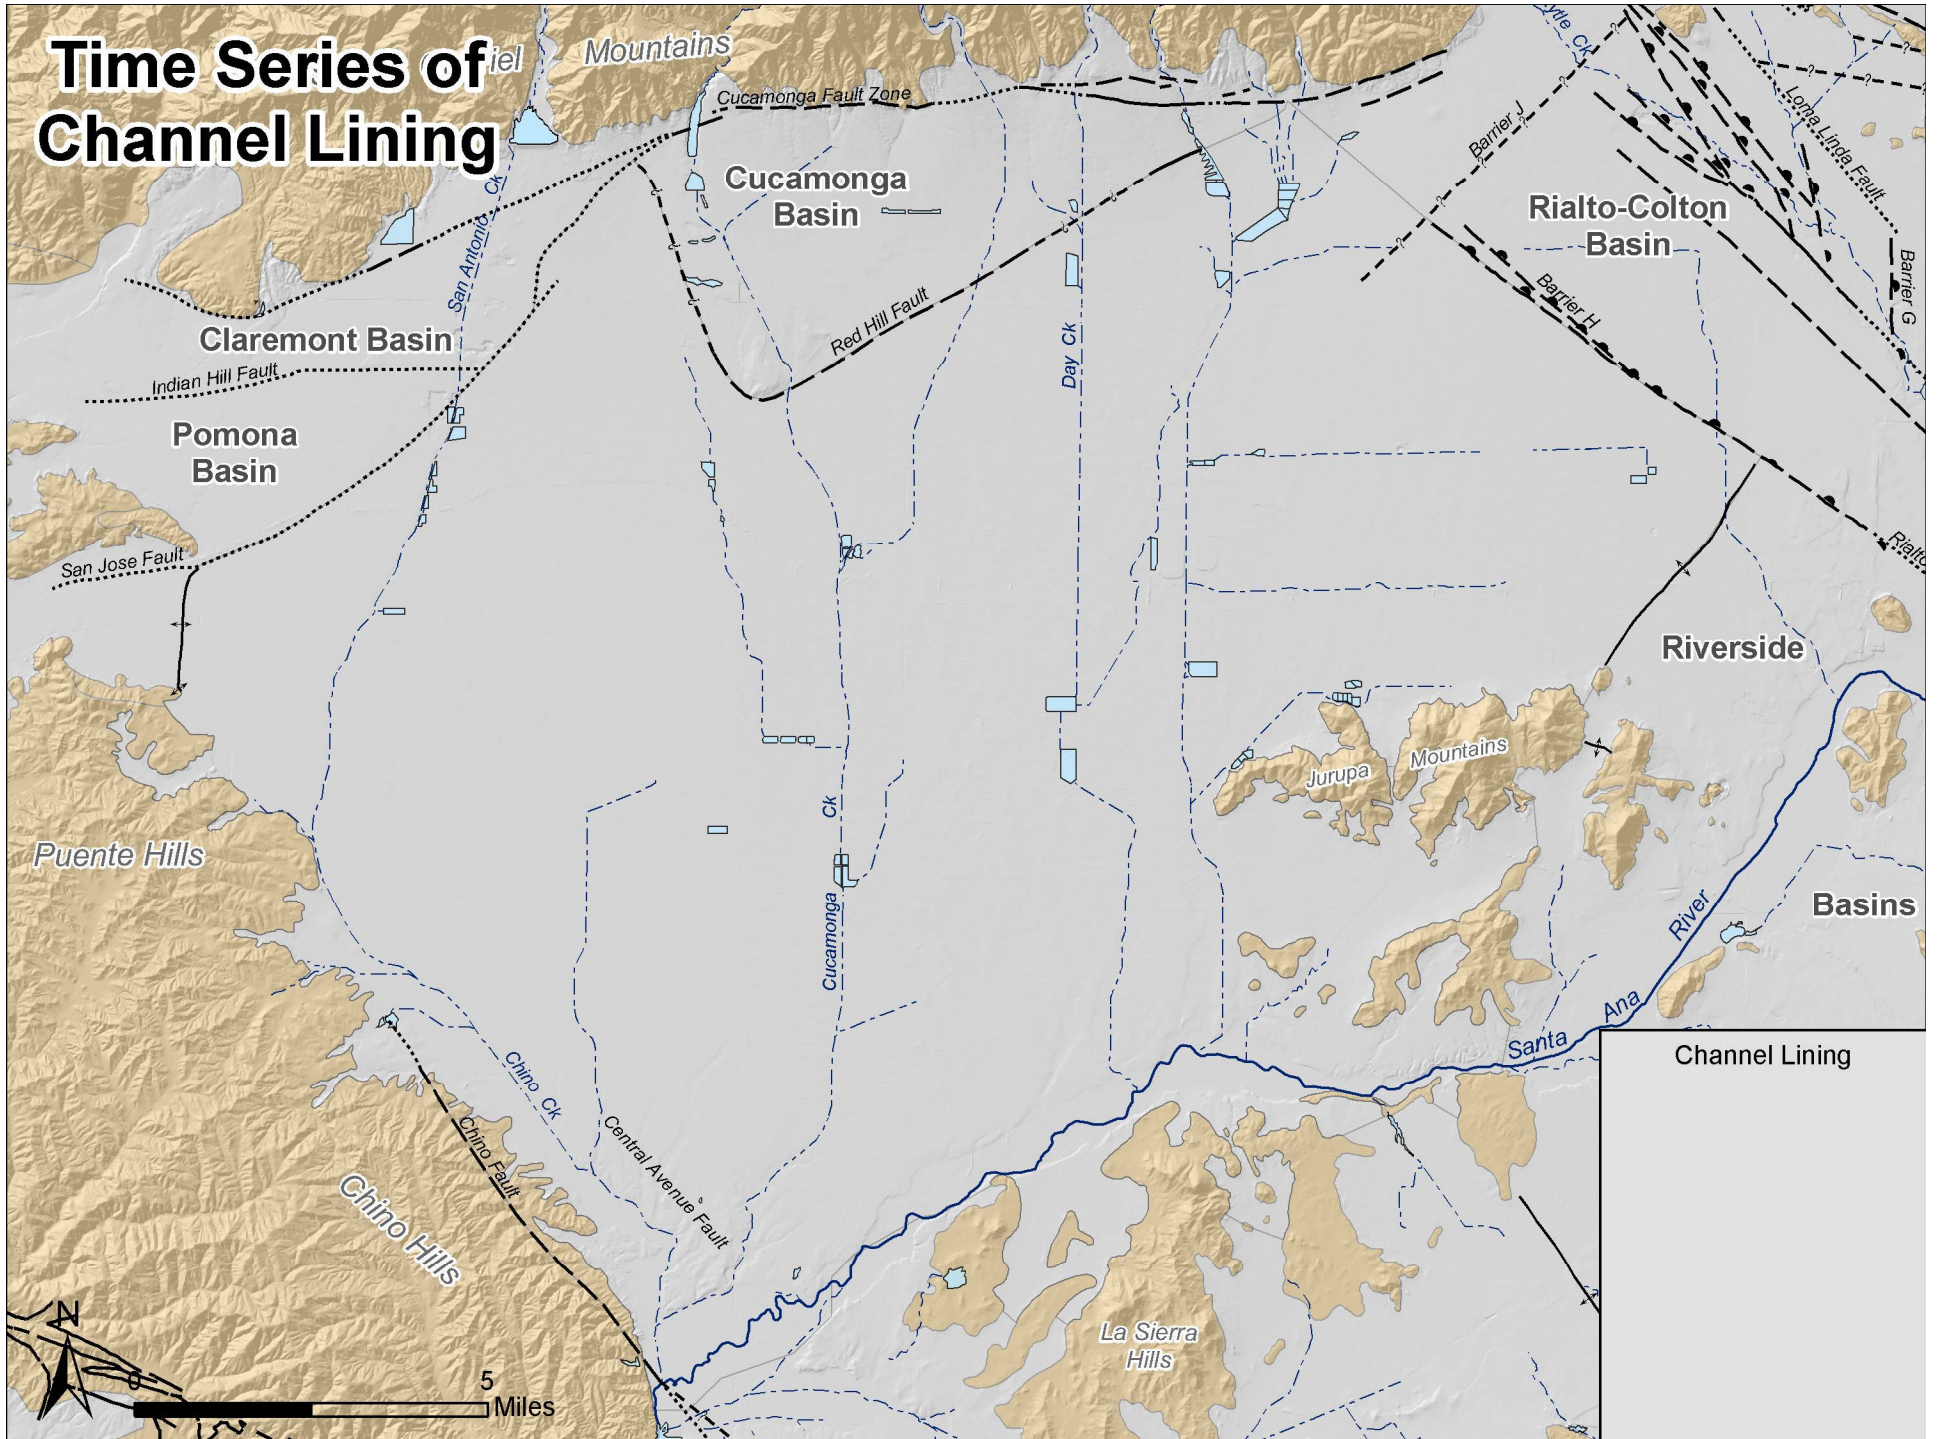 Time Series of
Channel Lining
Mountains
Cucamonga Fault Zone
Cucamonga
Basin
San Antonio Ck
Barrier J
Loma Linda Fault
Rialto-Colton
Basin
Barrier G
Barrier H
Claremont Basin
Indian Hill Fault
Red Hill Fault
Day Ck
Pomona
Basin
San Jose Fault
Riverside
Jurupa Mountains
Puente Hills
Cucamonga Ck
Basins
Santa Ana River
Chino Ck
Chino Fault
Central Avenue Fault
Chino Hills
La Sierra
Hills
Channel Lining
N
0 5
Miles